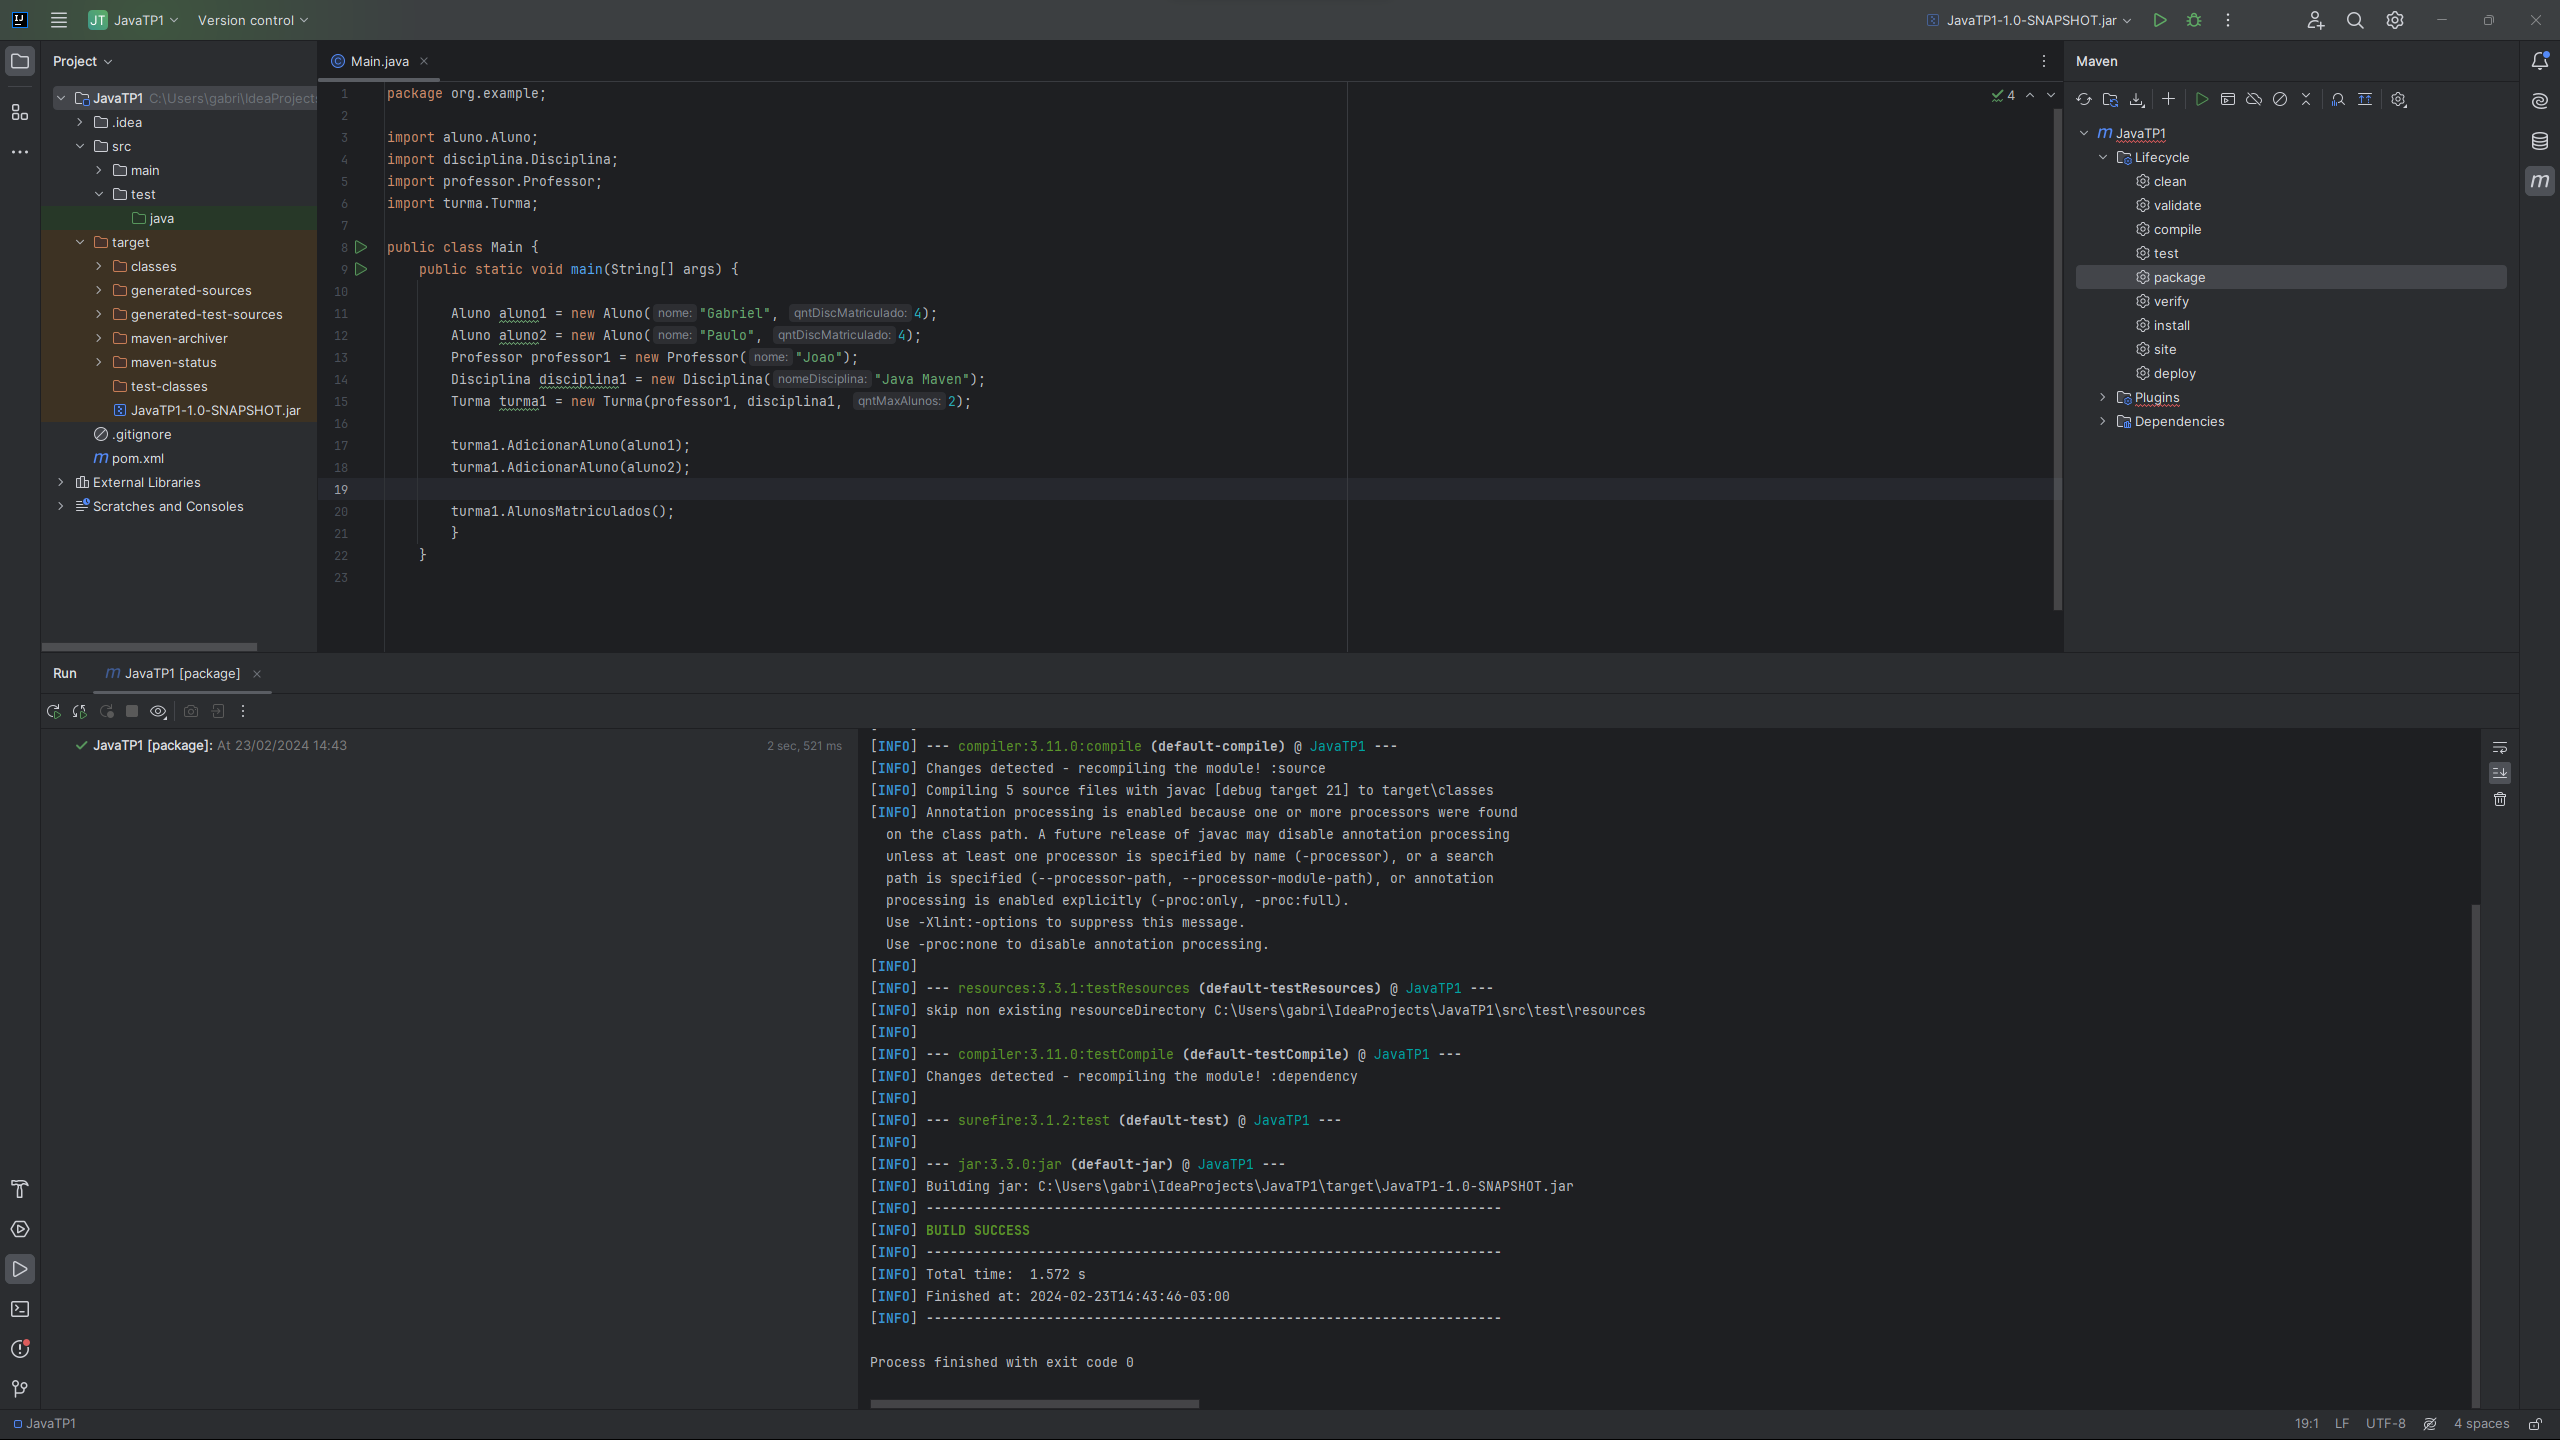 JT JavaTP1 Version control JavaTP1-1.0-SNAPSHOT.jar
Project
JavaTP1 C:\Users\gabri\IdeaProjects
.idea
src
main
test
java
target
classes
generated-sources
generated-test-sources
maven-archiver
maven-status
test-classes
JavaTP1-1.0-SNAPSHOT.jar
.gitignore
m pom.xml
External Libraries
Scratches and Consoles
Main.java
4
1 package org.example;
2
3 import aluno.Aluno;
4 import disciplina.Disciplina;
5 import professor.Professor;
6 import turma.Turma;
7
8 public class Main {
9 public static void main(String[] args) {
10
11 Aluno aluno1 = new Aluno( nome: "Gabriel", qntDiscMatriculado: 4);
12 Aluno aluno2 = new Aluno( nome: "Paulo", qntDiscMatriculado: 4);
13 Professor professor1 = new Professor( nome: "Joao");
14 Disciplina disciplina1 = new Disciplina( nomeDisciplina: "Java Maven");
15 Turma turma1 = new Turma(professor1, disciplina1, qntMaxAlunos: 2);
16
17 turma1.AdicionarAluno(aluno1);
18 turma1.AdicionarAluno(aluno2);
19
20 turma1.AlunosMatriculados();
21 }
22 }
23
Maven
m JavaTP1
Lifecycle
clean
validate
compile
test
package
verify
install
site
deploy
Plugins
Dependencies
m
Run m JavaTP1 [package]
JavaTP1 [package]: At 23/02/2024 14:43 2 sec, 521 ms
[INFO] --- compiler:3.11.0:compile (default-compile) @ JavaTP1 ---
[INFO] Changes detected - recompiling the module! :source
[INFO] Compiling 5 source files with javac [debug target 21] to target\classes
[INFO] Annotation processing is enabled because one or more processors were found
on the class path. A future release of javac may disable annotation processing
unless at least one processor is specified by name (-processor), or a search
path is specified (--processor-path, --processor-module-path), or annotation
processing is enabled explicitly (-proc:only, -proc:full).
Use -Xlint:-options to suppress this message.
Use -proc:none to disable annotation processing.
[INFO]
[INFO] --- resources:3.3.1:testResources (default-testResources) @ JavaTP1 ---
[INFO] skip non existing resourceDirectory C:\Users\gabri\IdeaProjects\JavaTP1\src\test\resources
[INFO]
[INFO] --- compiler:3.11.0:testCompile (default-testCompile) @ JavaTP1 ---
[INFO] Changes detected - recompiling the module! :dependency
[INFO]
[INFO] --- surefire:3.1.2:test (default-test) @ JavaTP1 ---
[INFO]
[INFO] --- jar:3.3.0:jar (default-jar) @ JavaTP1 ---
[INFO] Building jar: C:\Users\gabri\IdeaProjects\JavaTP1\target\JavaTP1-1.0-SNAPSHOT.jar
[INFO] ------------------------------------------------------------------------
[INFO] BUILD SUCCESS
[INFO] ------------------------------------------------------------------------
[INFO] Total time:  1.572 s
[INFO] Finished at: 2024-02-23T14:43:46-03:00
[INFO] ------------------------------------------------------------------------
Process finished with exit code 0
JavaTP1 19:1 LF UTF-8 4 spaces